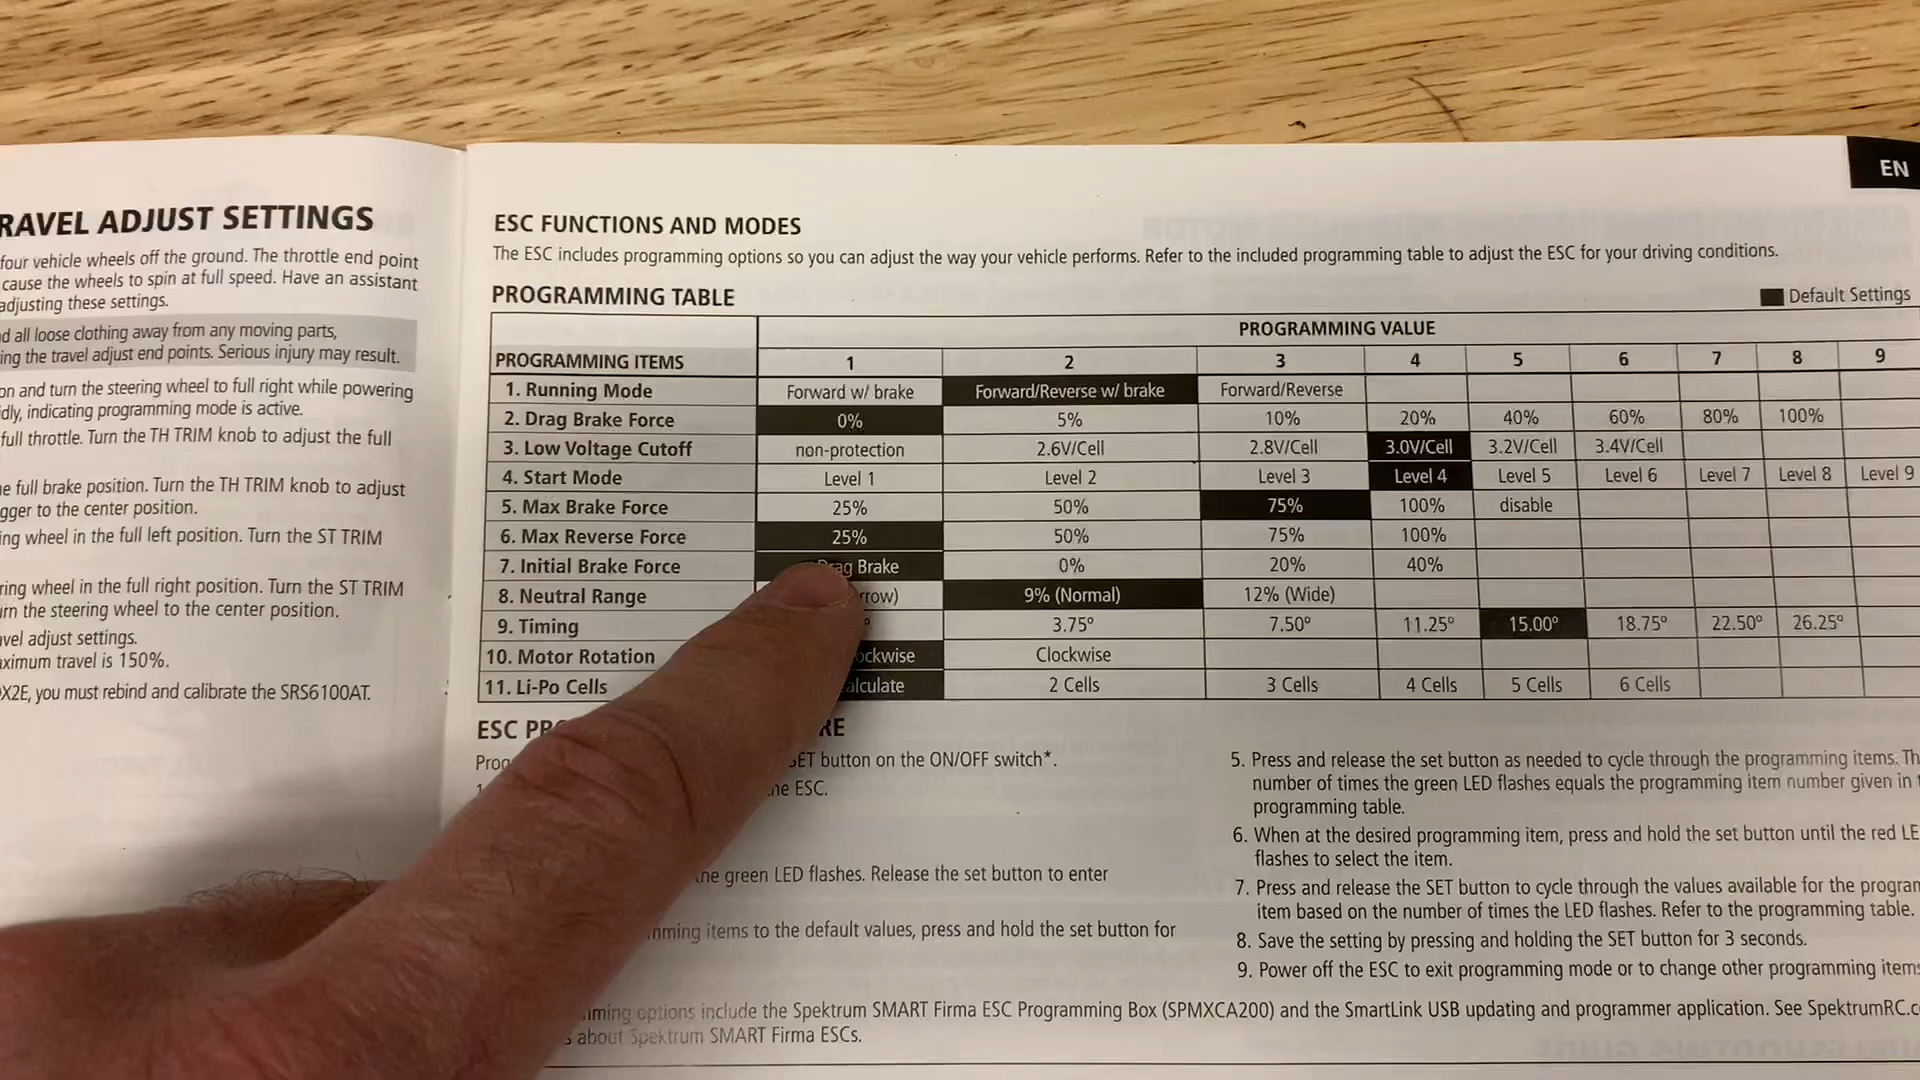 RAVEL ADJUST SETTINGS
four vehicle wheels off the ground. The throttle end point
cause the wheels to spin at full speed. Have an assistant
adjusting these settings.
all loose clothing away from any moving parts,
ing the travel adjust end points. Serious injury may result.
on and turn the steering wheel to full right while powering
idly, indicating programming mode is active.
full throttle. Turn the TH TRIM knob to adjust the full
e full brake position. Turn the TH TRIM knob to adjust
gger to the center position.
ing wheel in the full left position. Turn the ST TRIM
ring wheel in the full right position. Turn the ST TRIM
rn the steering wheel to the center position.
avel adjust settings.
aximum travel is 150%.
X2E, you must rebind and calibrate the SRS6100AT.
EN
ESC FUNCTIONS AND MODES
The ESC includes programming options so you can adjust the way your vehicle performs. Refer to the included programming table to adjust the ESC for your driving conditions.
PROGRAMMING TABLE
Default Settings
PROGRAMMING VALUE
PROGRAMMING ITEMS 1 2 3 4 5 6 7 8 9
1. Running Mode Forward w/ brake Forward/Reverse w/ brake Forward/Reverse
2. Drag Brake Force 0% 5% 10% 20% 40% 60% 80% 100%
3. Low Voltage Cutoff non-protection 2.6V/Cell 2.8V/Cell 3.0V/Cell 3.2V/Cell 3.4V/Cell
4. Start Mode Level 1 Level 2 Level 3 Level 4 Level 5 Level 6 Level 7 Level 8 Level 9
5. Max Brake Force 25% 50% 75% 100% disable
6. Max Reverse Force 25% 50% 75% 100%
7. Initial Brake Force Drag Brake 0% 20% 40%
8. Neutral Range rrow) 9% (Normal) 12% (Wide)
9. Timing º 3.75º 7.50º 11.25º 15.00º 18.75º 22.50º 26.25º
10. Motor Rotation ockwise Clockwise
11. Li-Po Cells alculate 2 Cells 3 Cells 4 Cells 5 Cells 6 Cells
ESC PR RE
Prog SET button on the ON/OFF switch*.
the ESC.
the green LED flashes. Release the set button to enter
mming items to the default values, press and hold the set button for
5. Press and release the set button as needed to cycle through the programming items. Th
number of times the green LED flashes equals the programming item number given in t
programming table.
6. When at the desired programming item, press and hold the set button until the red LE
flashes to select the item.
7. Press and release the SET button to cycle through the values available for the program
item based on the number of times the LED flashes. Refer to the programming table.
8. Save the setting by pressing and holding the SET button for 3 seconds.
9. Power off the ESC to exit programming mode or to change other programming items
mming options include the Spektrum SMART Firma ESC Programming Box (SPMXCA200) and the SmartLink USB updating and programmer application. See SpektrumRC.c
s about Spektrum SMART Firma ESCs.